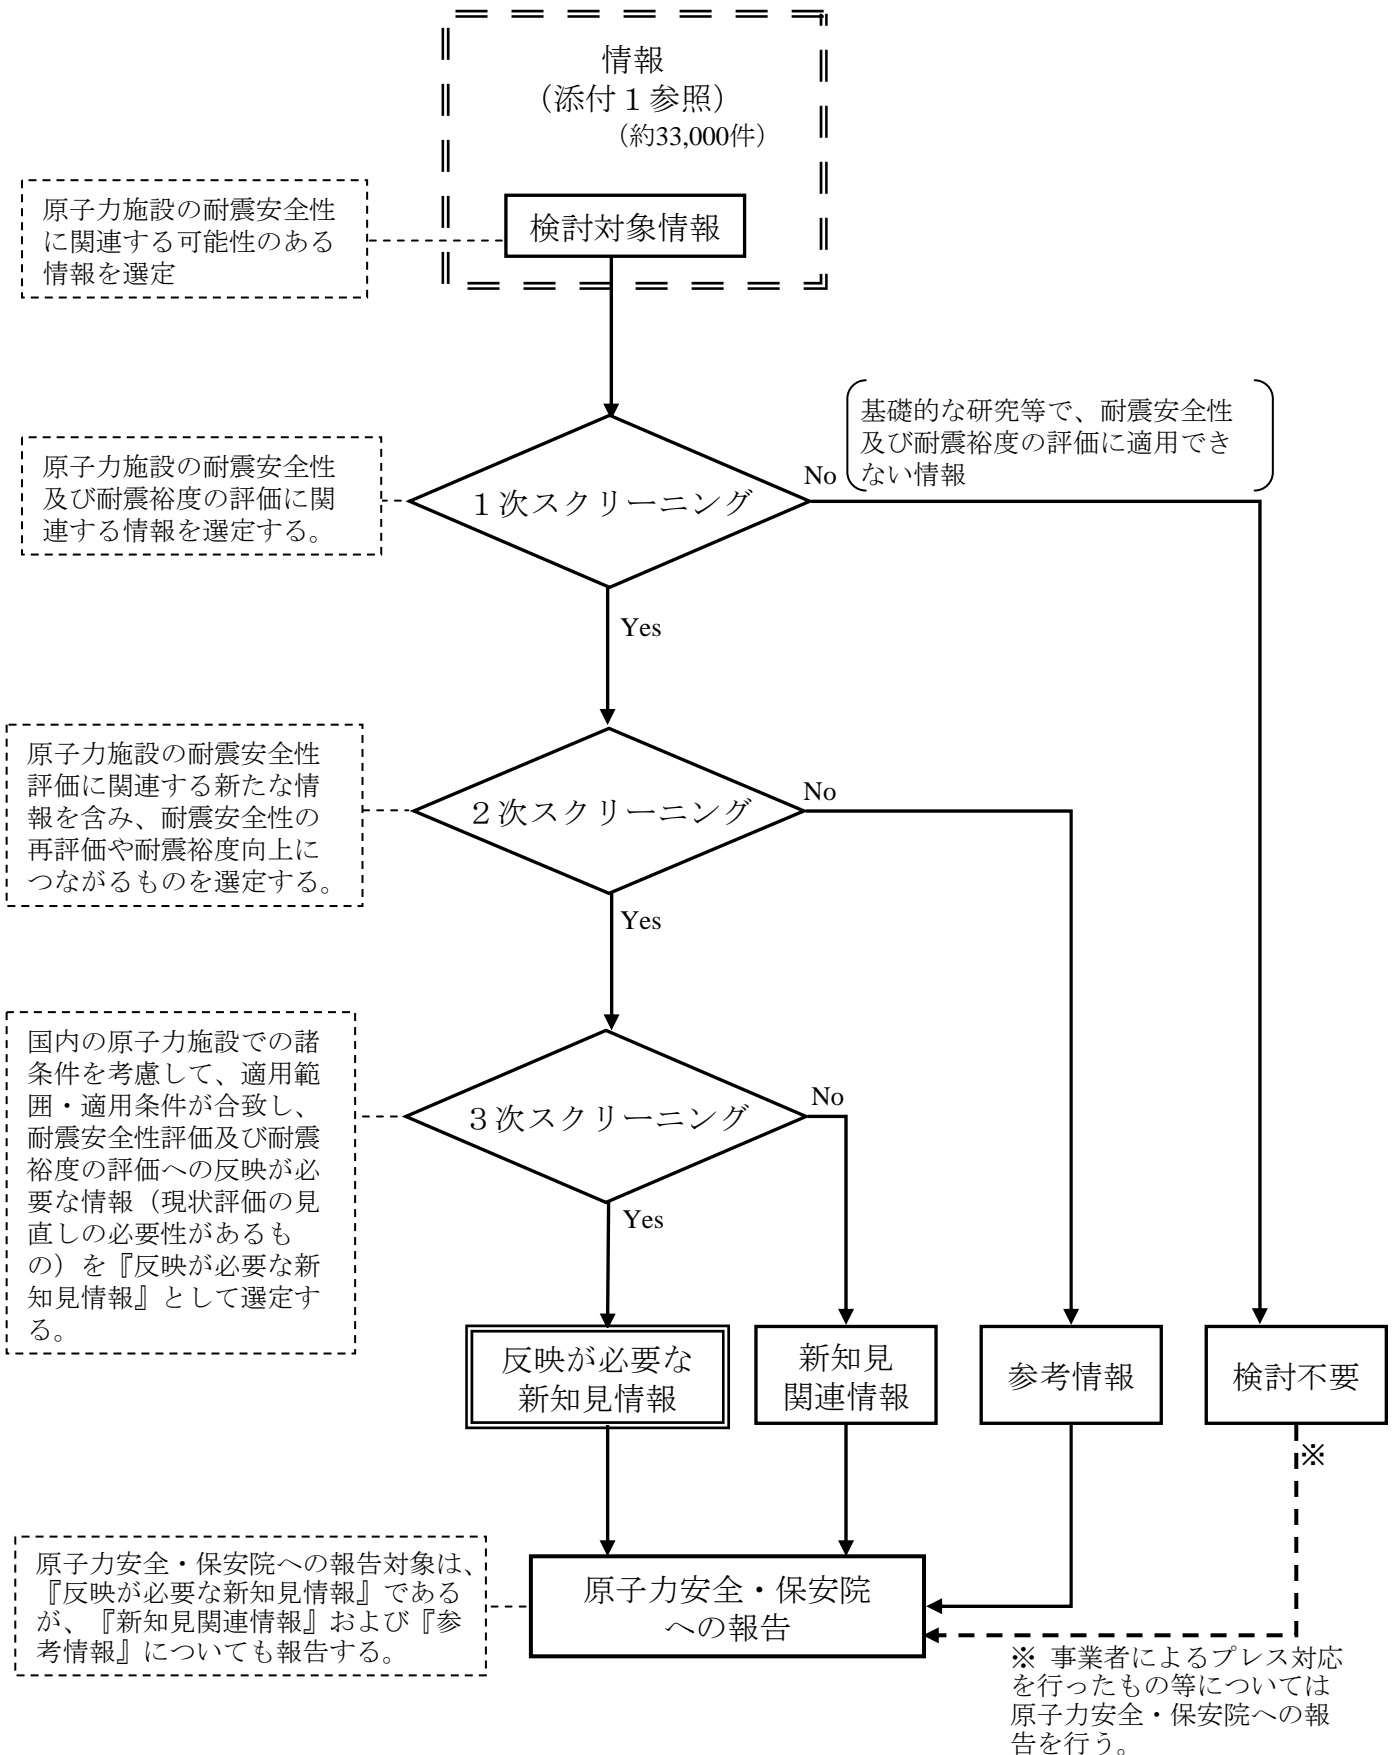 情報
（添付１参照）
（約33,000件）
原子力施設の耐震安全性
に関連する可能性のある
情報を選定
検討対象情報
基礎的な研究等で、耐震安全性
及び耐震裕度の評価に適用でき
ない情報
No
原子力施設の耐震安全性
及び耐震裕度の評価に関
連する情報を選定する。
１次スクリーニング
Yes
原子力施設の耐震安全性
評価に関連する新たな情
報を含み、耐震安全性の
再評価や耐震裕度向上に
つながるものを選定する。
２次スクリーニング
No
Yes
国内の原子力施設での諸
条件を考慮して、適用範
囲・適用条件が合致し、
耐震安全性評価及び耐震
裕度の評価への反映が必
要な情報（現状評価の見
直しの必要性があるも
の）を『反映が必要な新
知見情報』として選定す
る。
３次スクリーニング
No
Yes
反映が必要な
新知見情報
新知見
関連情報
参考情報
検討不要
※
原子力安全・保安院への報告対象は、
『反映が必要な新知見情報』である
が、『新知見関連情報』および『参
考情報』についても報告する。
原子力安全・保安院
への報告
※ 事業者によるプレス対応
を行ったもの等については
原子力安全・保安院への報
告を行う。